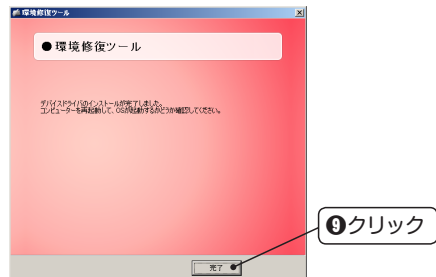 環境修復ツール
●環境修復ツール
デバイスドライバのインストールが完了しました。
コンピューターを再起動して、OSが起動するかどうか確認してください。
❾クリック
完了